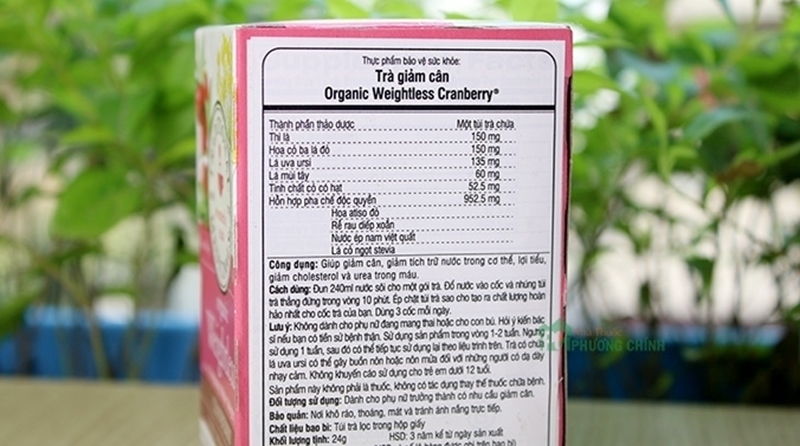 Thực phẩm bảo vệ sức khỏe:
Trà giảm cân
Organic Weightless Cranberry®
Thành phần thảo dược Một túi trà chứa
Thì là 150 mg
Hoa cỏ ba lá đỏ 150 mg
Lá uva ursi 135 mg
Lá mùi tây 60 mg
Tinh chất cỏ có hạt 52.5 mg
Hỗn hợp pha chế độc quyền 952.5 mg
Hoa atiso đỏ
Rễ rau diếp xoắn
Nước ép nam việt quất
Lá cỏ ngọt stevia
Công dụng: Giúp giảm cân, giảm tích trữ nước trong cơ thể, lợi tiểu,
giảm cholesterol và urea trong máu.
Cách dùng: Đun 240ml nước sôi cho một gói trà. Đổ nước vào cốc và nhúng túi
trà thẳng đứng trong vòng 10 phút. Ép chặt túi trà sao cho tạo ra chất lượng hoàn
hảo nhất cho cốc trà của bạn. Dùng 3 cốc mỗi ngày.
Lưu ý: Không dành cho phụ nữ đang mang thai hoặc cho con bú. Hỏi ý kiến bác
sĩ nếu bạn có tiền sử bệnh thận. Sử dụng sản phẩm trong vòng 1-2 tuần. Ngưng
sử dụng 1 tuần, sau đó có thể tiếp tục sử dụng lại theo liệu trình trên. Trà có chứa
lá uva ursi có thể gây buồn nôn hoặc nôn mửa đối với những người có dạ dày
nhạy cảm. Không khuyến cáo sử dụng cho trẻ em dưới 12 tuổi.
Sản phẩm này không phải là thuốc, không có tác dụng thay thế thuốc chữa bệnh.
Đối tượng sử dụng: Dành cho phụ nữ trưởng thành có nhu cầu giảm cân.
Bảo quản: Nơi khô ráo, thoáng, mát và tránh ánh nắng trực tiếp.
Chất liệu bao bì: Túi trà lọc trong hộp giấy
Khối lượng tịnh: 24g HSD: 3 năm kể từ ngày sản xuất
PHƯƠNG CHÍNH